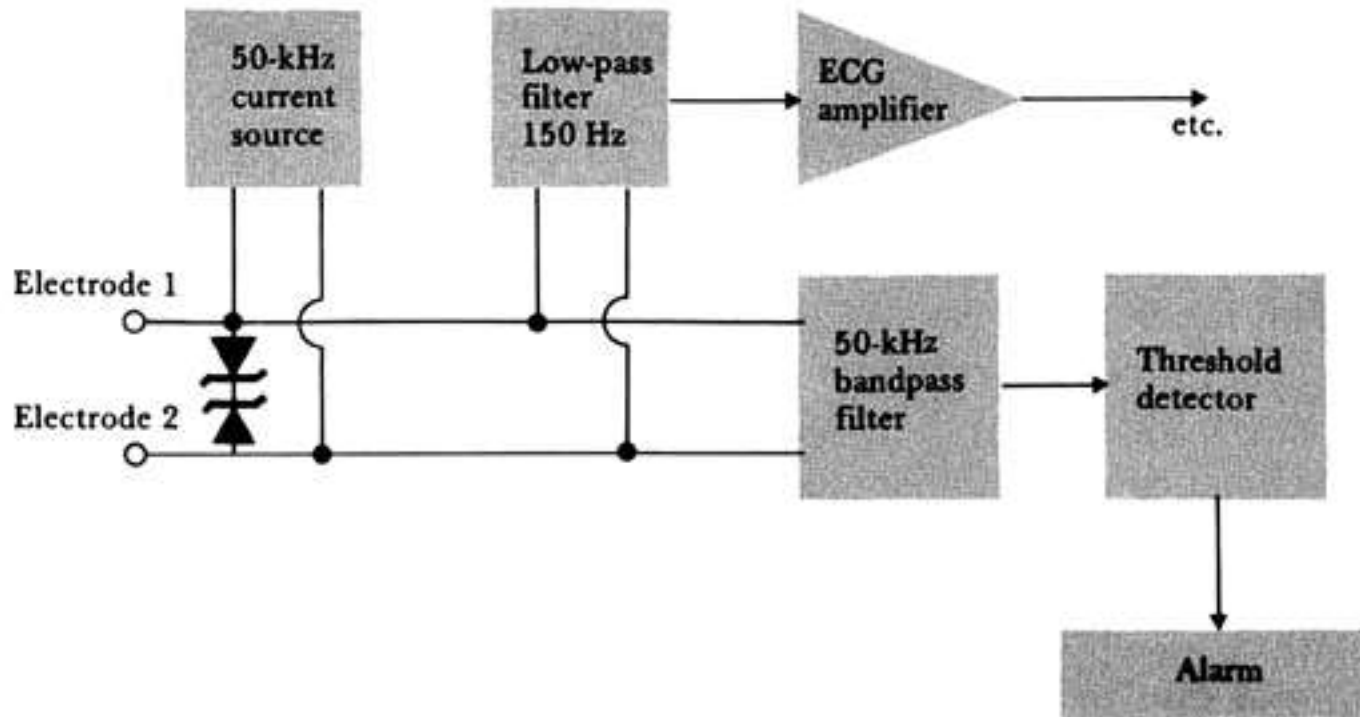 50-kHz
current
source
Low-pass
filter
150 Hz
ECG
amplifier
etc.
Electrode 1
Electrode 2
50-kHz
bandpass
filter
Threshold
detector
Alarm